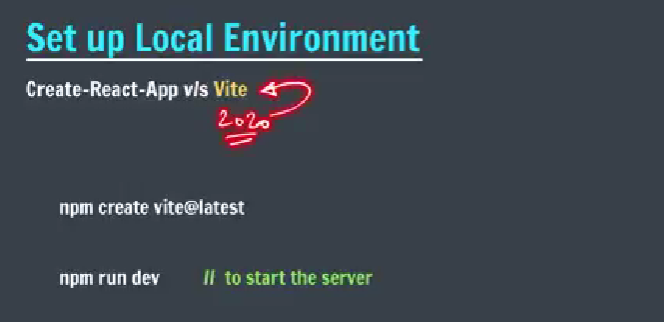 Set up Local Environment
Create-React-App v/s Vite
2020
npm create vite@latest
npm run dev // to start the server